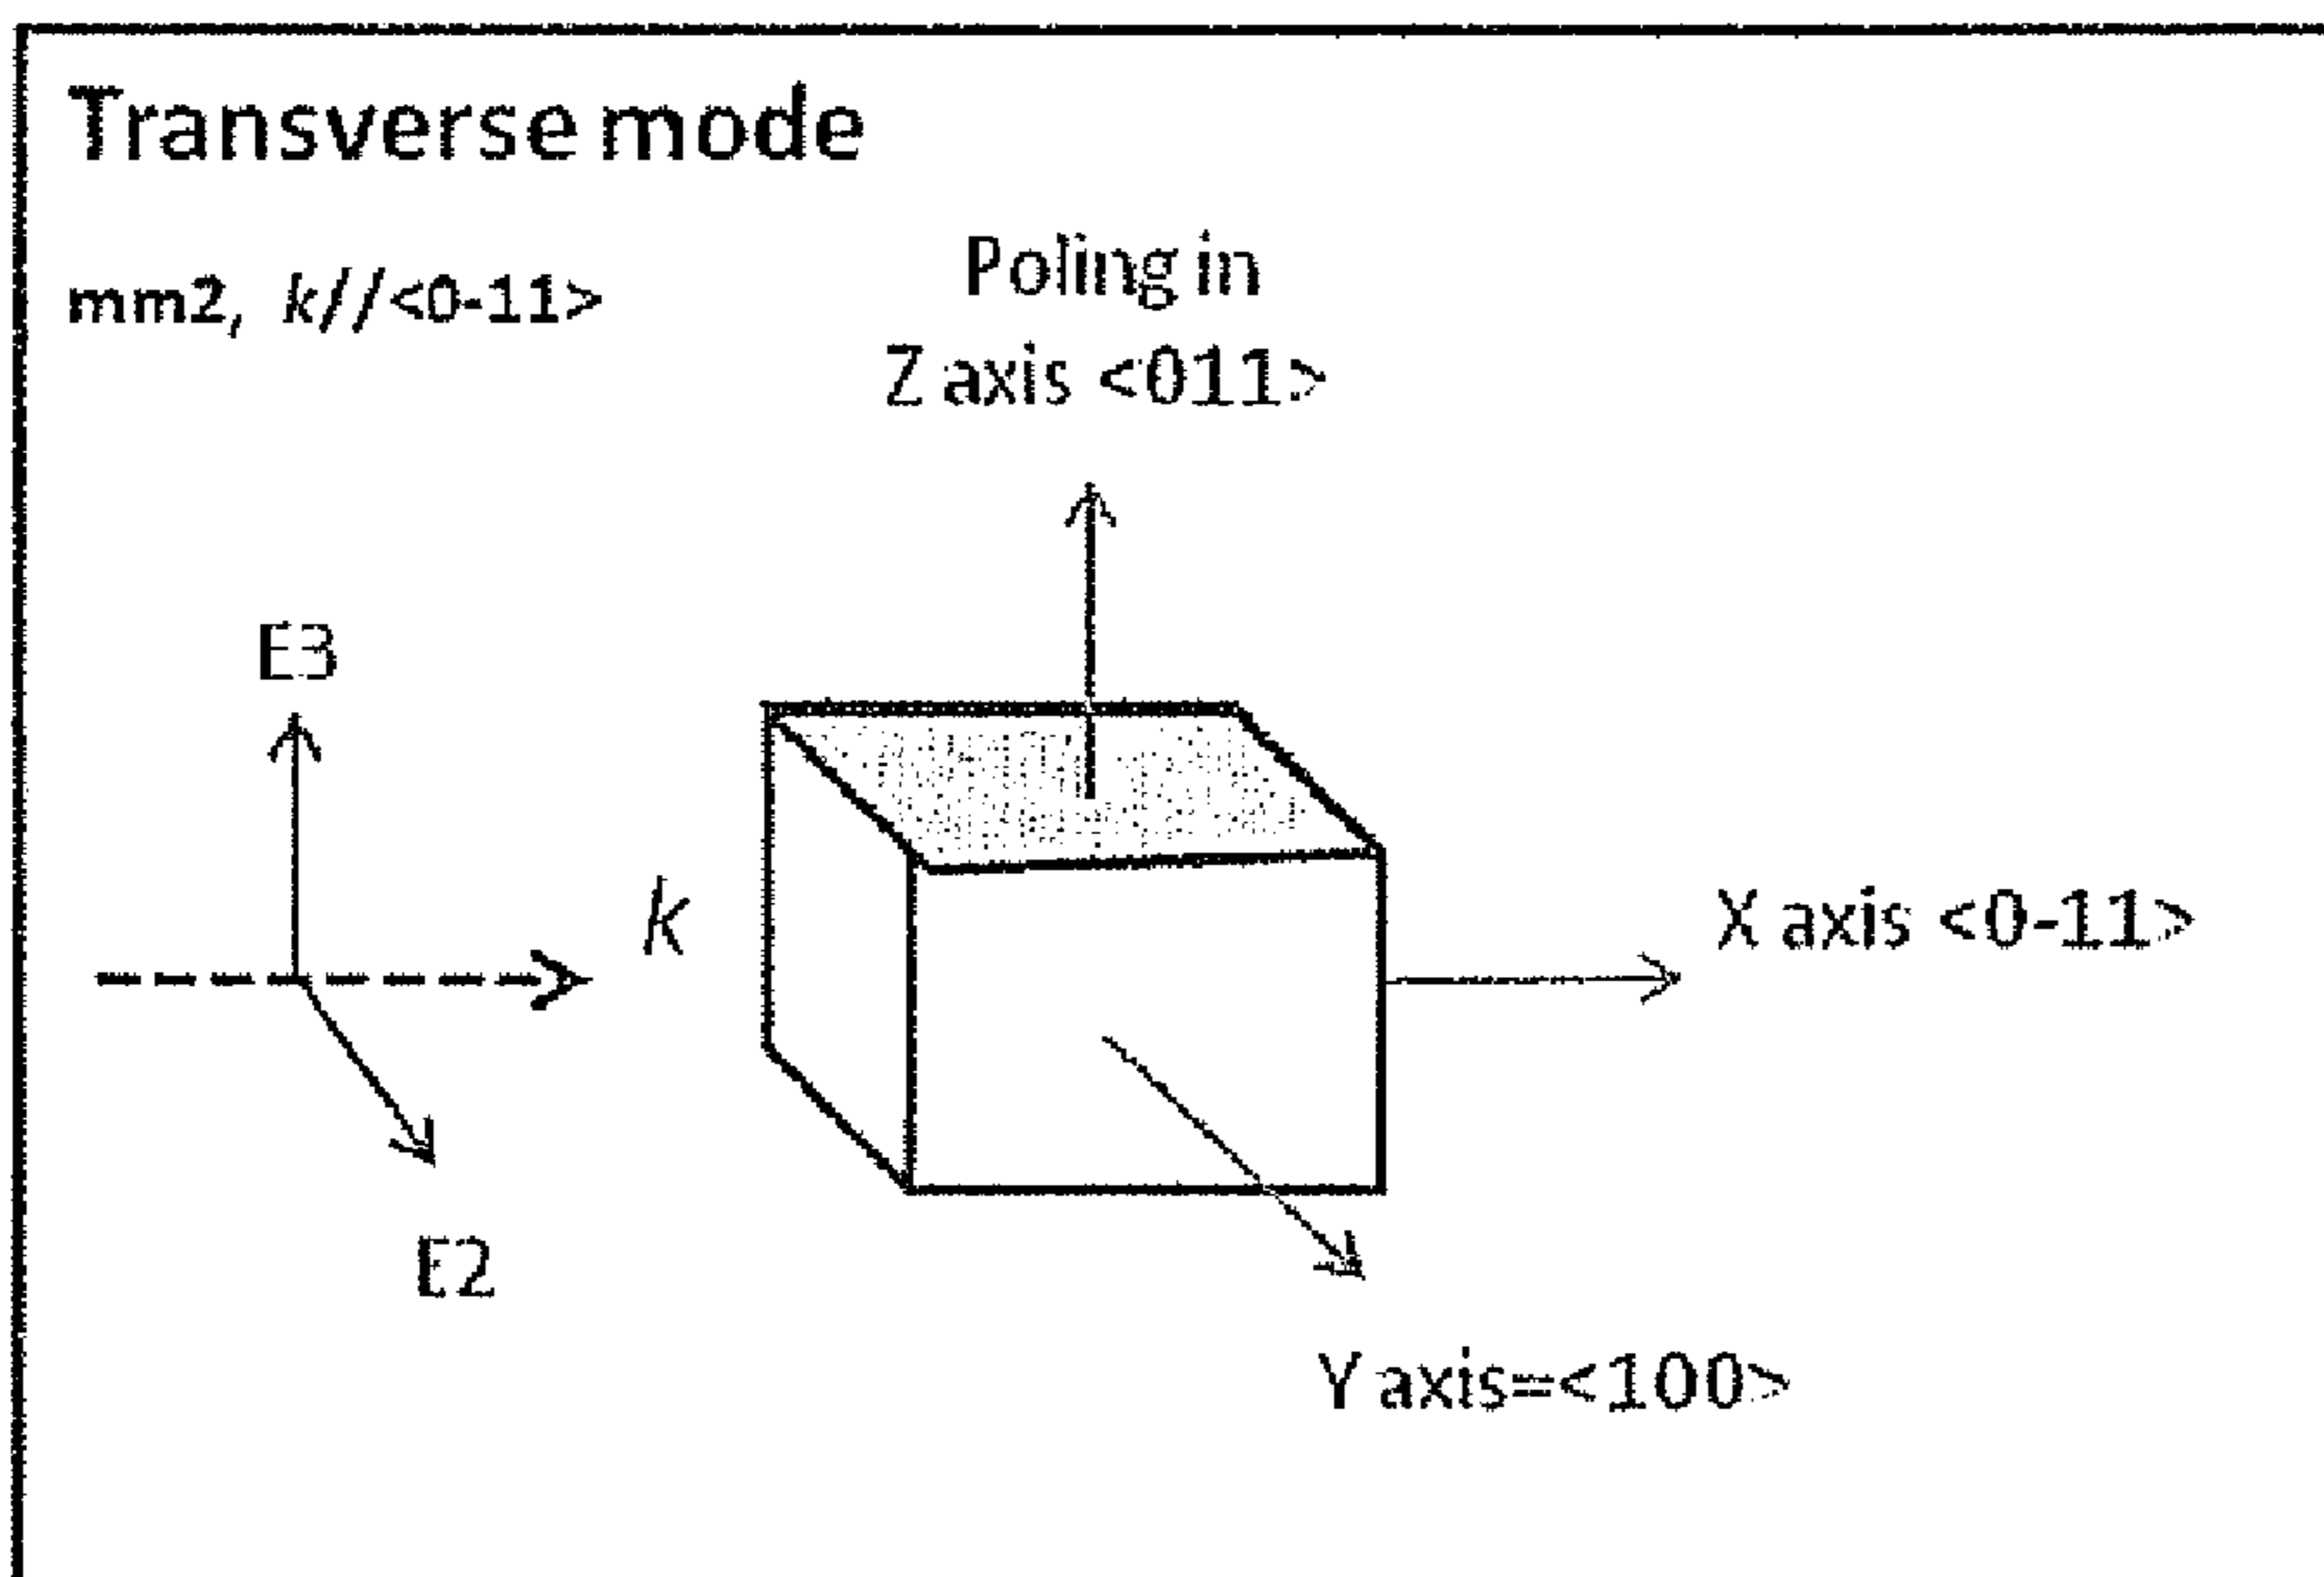 Transverse mode
mm2, k//<0-11>
Poling in
Z axis <011>
E3
k
X axis <0-11>
E2
Y axis=<100>